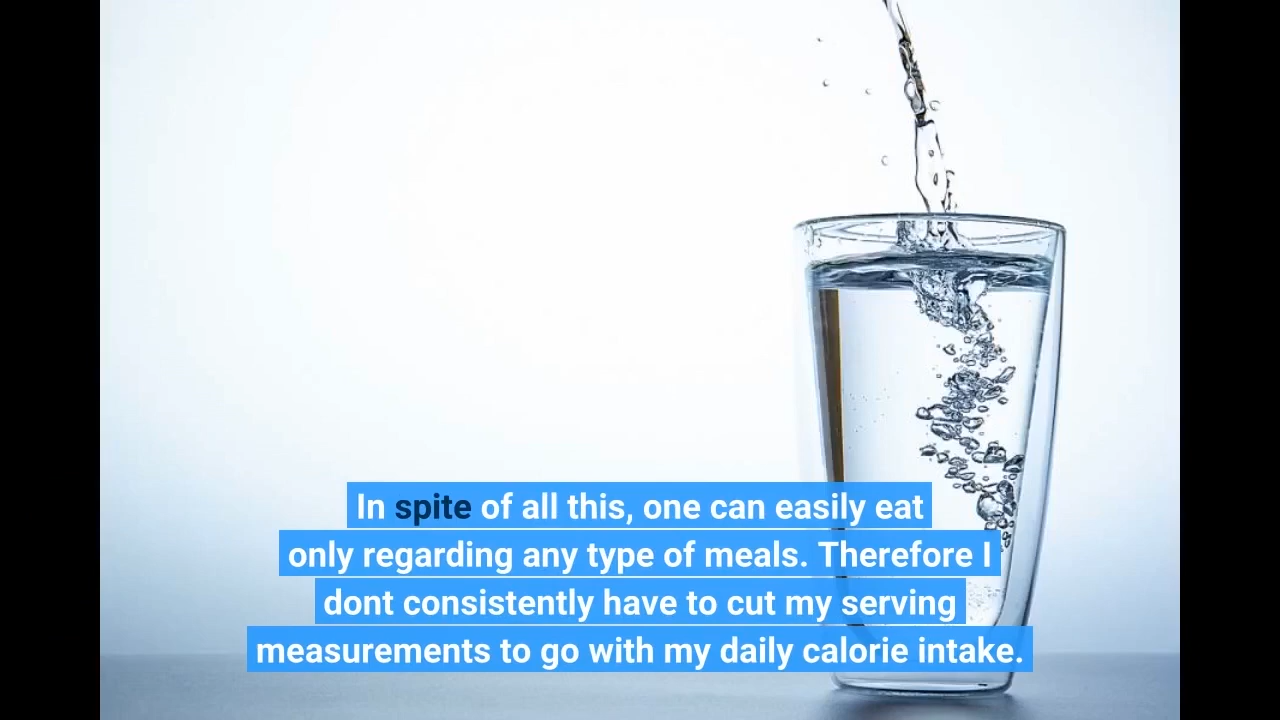 In spite of all this, one can easily eat
only regarding any type of meals. Therefore I
dont consistently have to cut my serving
measurements to go with my daily calorie intake.